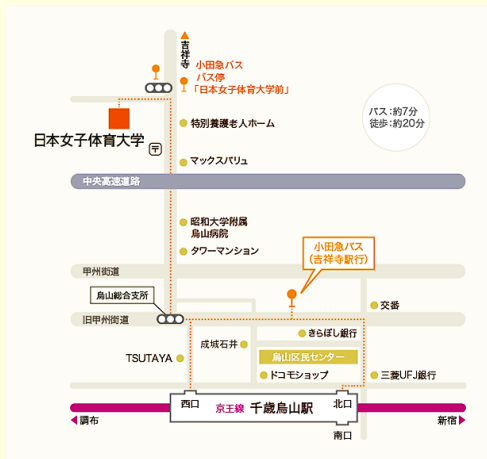 吉祥寺
小田急バス
バス停
「日本女子体育大学前」
バス：約7分
徒歩：約20分
特別養護老人ホーム
日本女子体育大学
〒
マックスバリュ
中央高速道路
昭和大学附属
烏山病院
タワーマンション
小田急バス
（吉祥寺駅行）
甲州街道
烏山総合支所
交番
旧甲州街道
きらぼし銀行
成城石井
烏山区民センター
TSUTAYA
ドコモショップ
三菱UFJ銀行
西口
京王線 千歳烏山駅
北口
南口
調布
新宿